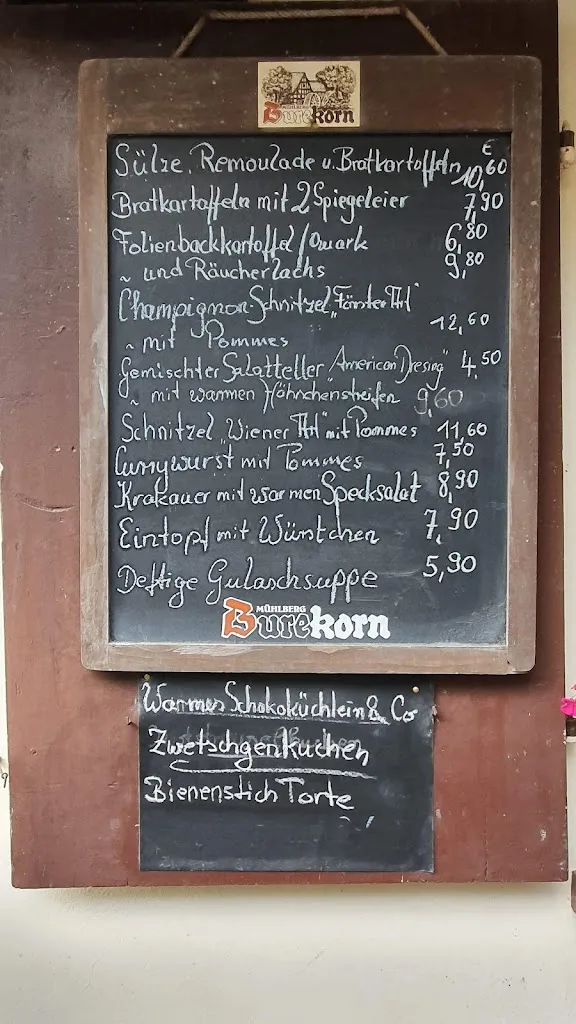 MÜHLBERG
Burekorn
€
Sülze, Remoulade u. Bratkartoffeln 10,60
Bratkartoffeln mit 2 Spiegeleier 7,90
Folienbackkartoffel/Quark 6,80
~ und Räucherlachs 9,80
Champignon-Schnitzel „Förster Art"
~ mit Pommes 12,60
Gemischter Salatteller „American Dresing" 4,50
~ mit warmen Hähnchenstreifen 9,60
Schnitzel „Wiener Art" mit Pommes 11,60
Currywurst mit Pommes 7,50
Krakauer mit warmen Specksalat 8,90
Eintopf mit Würstchen 7,90
Deftige Gulaschsuppe 5,90
MÜHLBERG
Burekorn
Warmes Schokoküchlein & Co
Zwetschgenkuchen
Bienenstich Torte